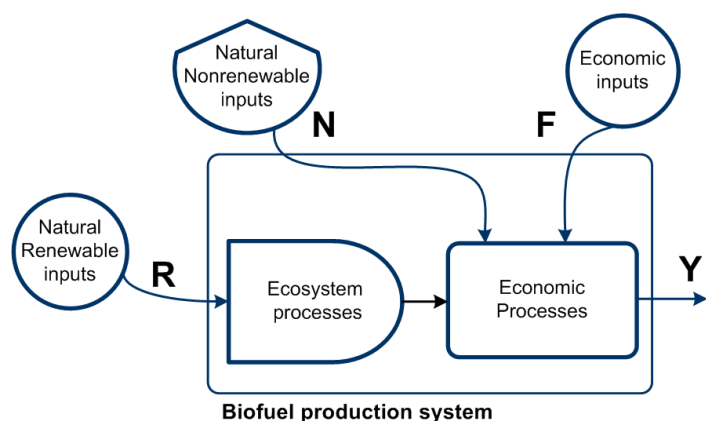 Natural
Nonrenewable
inputs
Economic
inputs
N
F
Natural
Renewable
inputs
R
Ecosystem
processes
Economic
Processes
Y
Biofuel production system